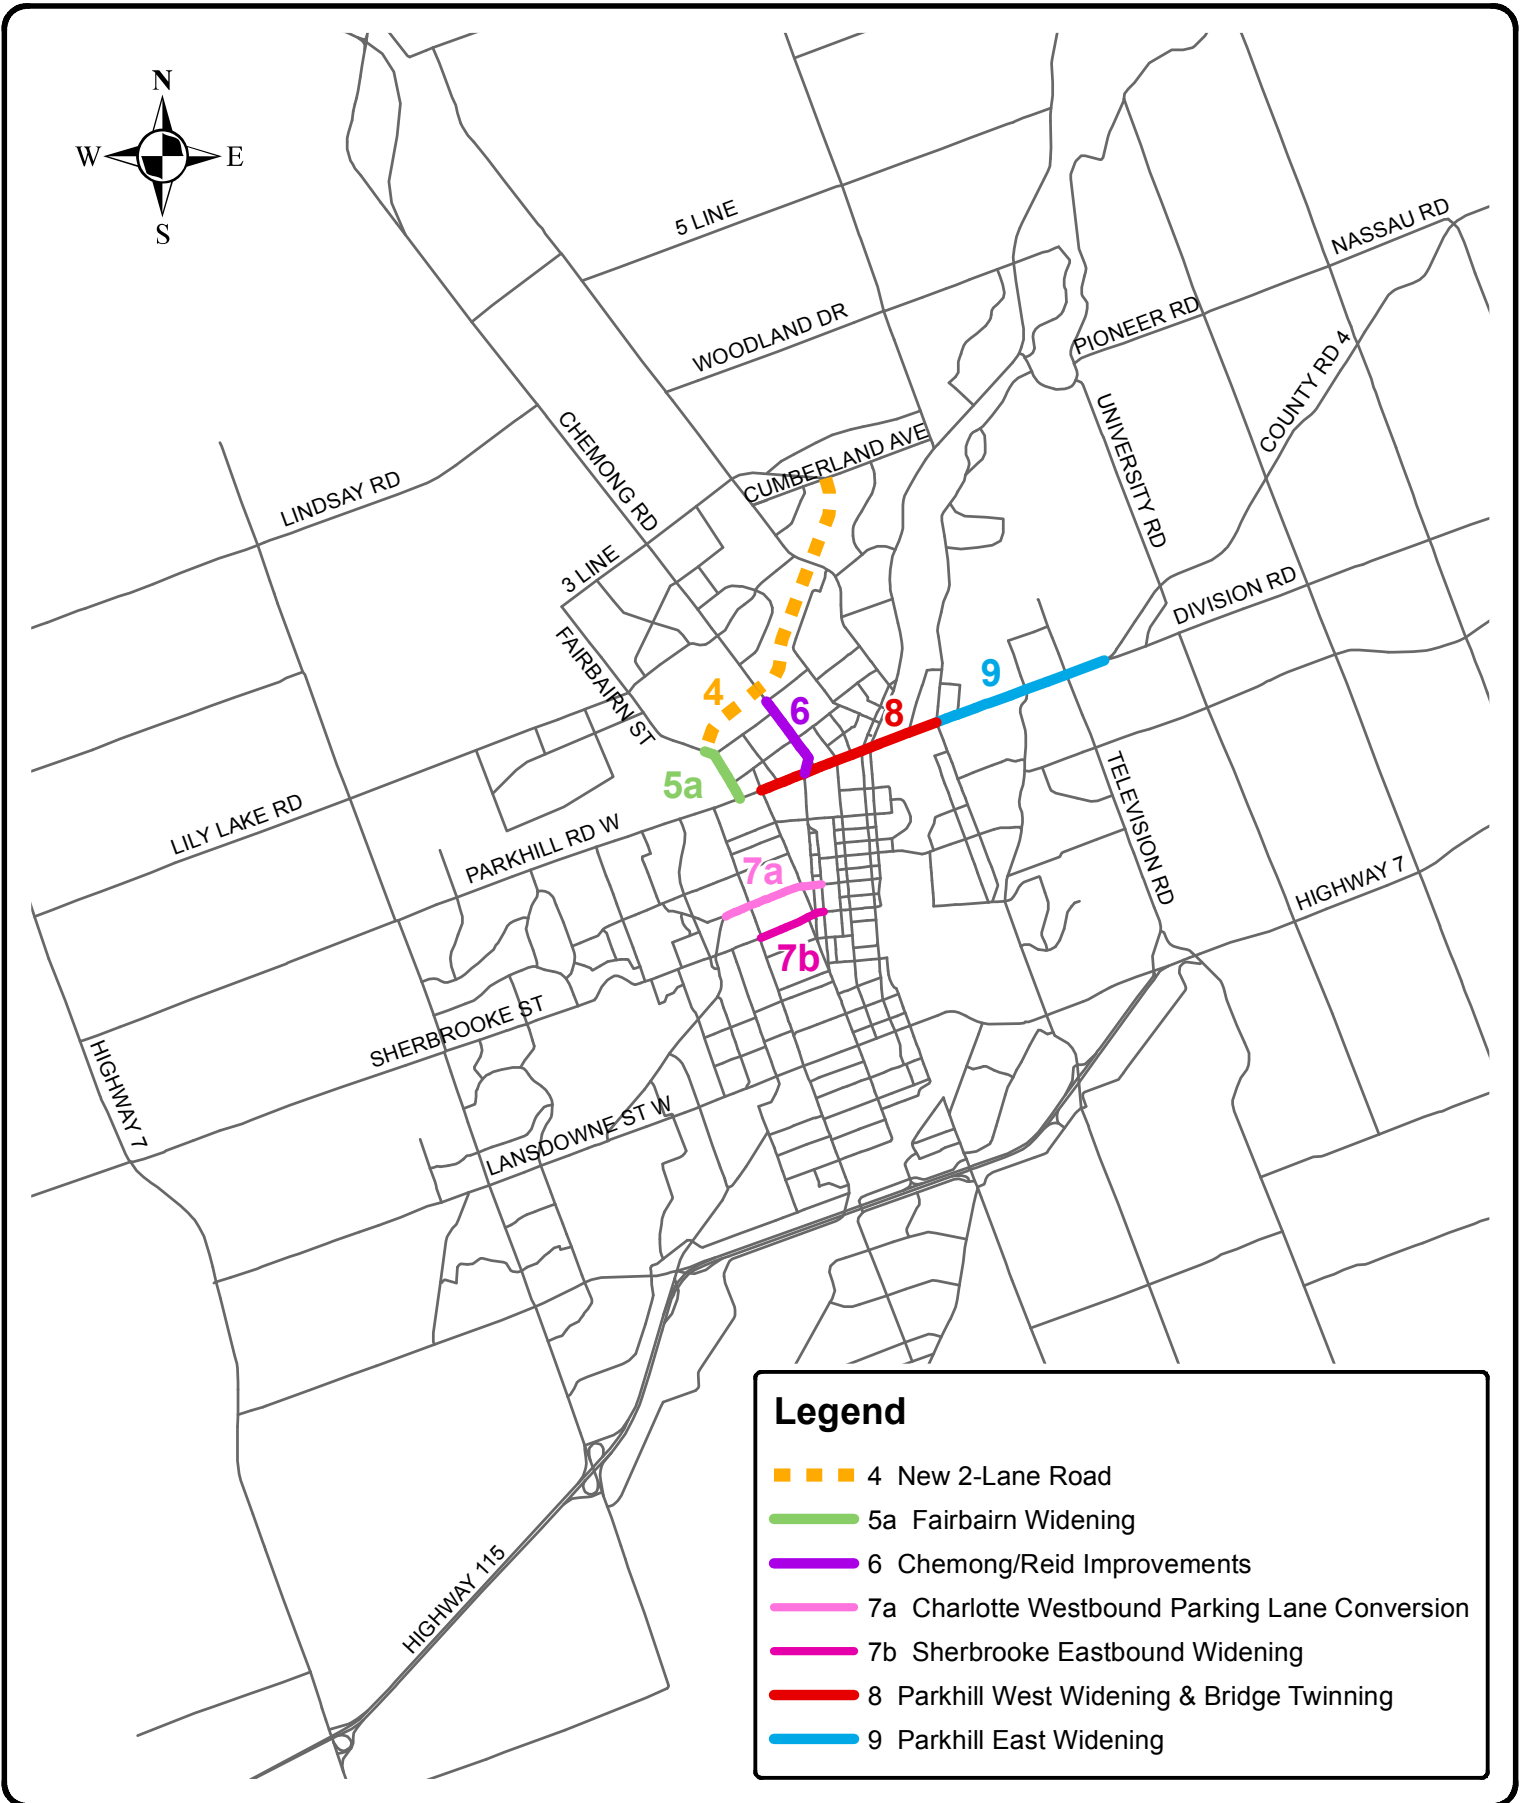 N
W E
S
5 LINE
NASSAU RD
WOODLAND DR
PIONEER RD
COUNTY RD 4
CHEMONG RD
UNIVERSITY RD
CUMBERLAND AVE
LINDSAY RD
3 LINE
DIVISION RD
FAIRBAIRN ST
4
6
8
9
5a
TELEVISION RD
LILY LAKE RD
PARKHILL RD W
7a
7b
HIGHWAY 7
SHERBROOKE ST
HIGHWAY 7
LANSDOWNE ST W
HIGHWAY 115
Legend
4 New 2-Lane Road
5a Fairbairn Widening
6 Chemong/Reid Improvements
7a Charlotte Westbound Parking Lane Conversion
7b Sherbrooke Eastbound Widening
8 Parkhill West Widening & Bridge Twinning
9 Parkhill East Widening